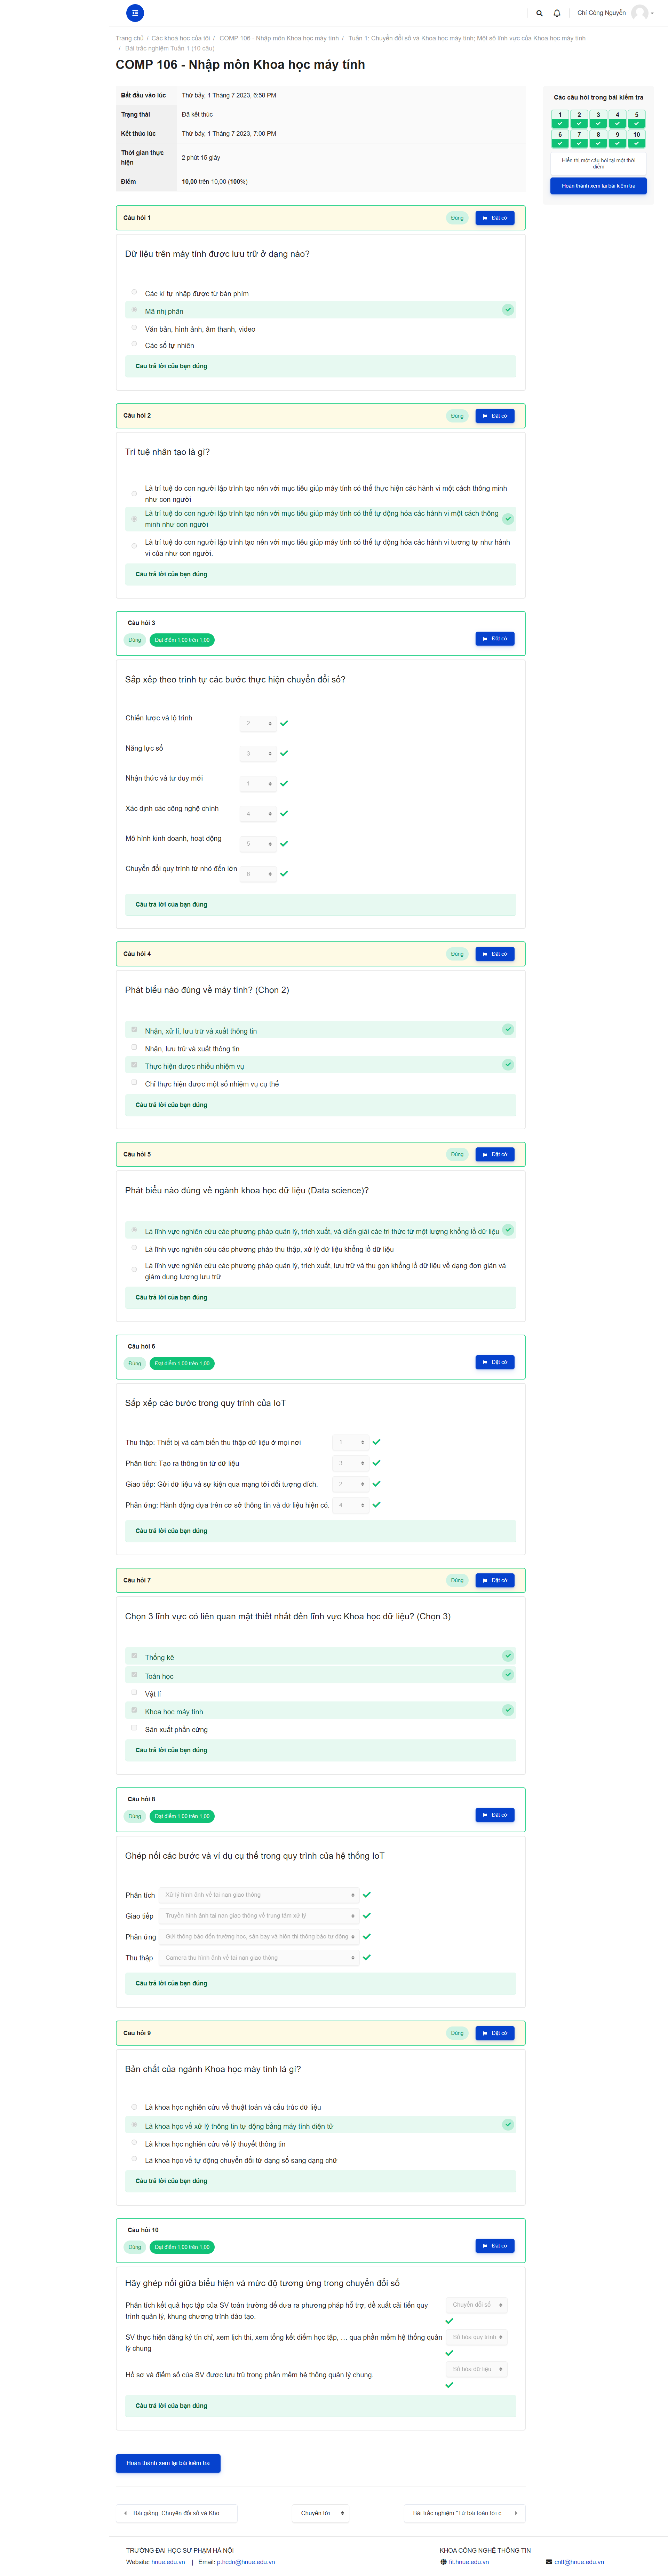 Chí Công Nguyễn
Trang chủ / Các khoá học của tôi / COMP 106 - Nhập môn Khoa học máy tính / Tuần 1: Chuyển đổi số và Khoa học máy tính; Một số lĩnh vực của Khoa học máy tính
/ Bài trắc nghiệm Tuần 1 (10 câu)
COMP 106 - Nhập môn Khoa học máy tính
Bắt đầu vào lúc Thứ bảy, 1 Tháng 7 2023, 6:58 PM
Trạng thái Đã kết thúc
Kết thúc lúc Thứ bảy, 1 Tháng 7 2023, 7:00 PM
Thời gian thực
hiện
2 phút 15 giây
Điểm 10,00 trên 10,00 (100%)
Các câu hỏi trong bài kiểm tra
1 2 3 4 5
6 7 8 9 10
Hiển thị một câu hỏi tại một thời
điểm
Hoàn thành xem lại bài kiểm tra
Câu hỏi 1 Đúng Đặt cờ
Dữ liệu trên máy tính được lưu trữ ở dạng nào?
Các kí tự nhập được từ bàn phím
Mã nhị phân
Văn bản, hình ảnh, âm thanh, video
Các số tự nhiên
Câu trả lời của bạn đúng
Câu hỏi 2 Đúng Đặt cờ
Trí tuệ nhân tạo là gì?
Là trí tuệ do con người lập trình tạo nên với mục tiêu giúp máy tính có thể thực hiện các hành vi một cách thông minh
như con người
Là trí tuệ do con người lập trình tạo nên với mục tiêu giúp máy tính có thể tự động hóa các hành vi một cách thông
minh như con người
Là trí tuệ do con người lập trình tạo nên với mục tiêu giúp máy tính có thể tự động hóa các hành vi tương tự như hành
vi của như con người.
Câu trả lời của bạn đúng
Câu hỏi 3
Đúng Đạt điểm 1,00 trên 1,00 Đặt cờ
Sắp xếp theo trình tự các bước thực hiện chuyển đổi số?
Chiến lược và lộ trình 2
Năng lực số 3
Nhận thức và tư duy mới 1
Xác định các công nghệ chính 4
Mô hình kinh doanh, hoạt động 5
Chuyển đổi quy trình từ nhỏ đến lớn 6
Câu trả lời của bạn đúng
Câu hỏi 4 Đúng Đặt cờ
Phát biểu nào đúng về máy tính? (Chọn 2)
Nhận, xử lí, lưu trữ và xuất thông tin
Nhận, lưu trữ và xuất thông tin
Thực hiện được nhiều nhiệm vụ
Chỉ thực hiện được một số nhiệm vụ cụ thể
Câu trả lời của bạn đúng
Câu hỏi 5 Đúng Đặt cờ
Phát biểu nào đúng về ngành khoa học dữ liệu (Data science)?
Là lĩnh vực nghiên cứu các phương pháp quản lý, trích xuất, và diễn giải các tri thức từ một lượng khổng lồ dữ liệu
Là lĩnh vực nghiên cứu các phương pháp thu thập, xử lý dữ liệu khổng lồ dữ liệu
Là lĩnh vực nghiên cứu các phương pháp quản lý, trích xuất, lưu trữ và thu gọn khổng lồ dữ liệu về dạng đơn giản và
giảm dung lượng lưu trữ
Câu trả lời của bạn đúng
Câu hỏi 6
Đúng Đạt điểm 1,00 trên 1,00 Đặt cờ
Sắp xếp các bước trong quy trình của IoT
Thu thập: Thiết bị và cảm biến thu thập dữ liệu ở mọi nơi 1
Phân tích: Tạo ra thông tin từ dữ liệu 3
Giao tiếp: Gửi dữ liệu và sự kiện qua mạng tới đối tượng đích. 2
Phản ứng: Hành động dựa trên cơ sở thông tin và dữ liệu hiện có. 4
Câu trả lời của bạn đúng
Câu hỏi 7 Đúng Đặt cờ
Chọn 3 lĩnh vực có liên quan mật thiết nhất đến lĩnh vực Khoa học dữ liệu? (Chọn 3)
Thống kê
Toán học
Vật lí
Khoa học máy tính
Sản xuất phần cứng
Câu trả lời của bạn đúng
Câu hỏi 8
Đúng Đạt điểm 1,00 trên 1,00 Đặt cờ
Ghép nối các bước và ví dụ cụ thể trong quy trình của hệ thống IoT
Phân tích Xử lý hình ảnh về tai nạn giao thông
Giao tiếp Truyền hình ảnh tai nạn giao thông về trung tâm xử lý
Phản ứng Gửi thông báo đến trường học, sân bay và hiển thị thông báo tự động
Thu thập Camera thu hình ảnh về tai nạn giao thông
Câu trả lời của bạn đúng
Câu hỏi 9 Đúng Đặt cờ
Bản chất của ngành Khoa học máy tính là gì?
Là khoa học nghiên cứu về thuật toán và cấu trúc dữ liệu
Là khoa học về xử lý thông tin tự động bằng máy tính điện tử
Là khoa học nghiên cứu về lý thuyết thông tin
Là khoa học về tự động chuyển đổi từ dạng số sang dạng chữ
Câu trả lời của bạn đúng
Câu hỏi 10
Đúng Đạt điểm 1,00 trên 1,00 Đặt cờ
Hãy ghép nối giữa biểu hiện và mức độ tương ứng trong chuyển đổi số
Phân tích kết quả học tập của SV toàn trường để đưa ra phương pháp hỗ trợ, đề xuất cải tiến quy
trình quản lý, khung chương trình đào tạo.
Chuyển đổi số
SV thực hiện đăng ký tín chỉ, xem lịch thi, xem tổng kết điểm học tập, … qua phần mềm hệ thống quản
lý chung
Số hóa quy trình
Hồ sơ và điểm số của SV được lưu trũ trong phần mềm hệ thống quản lý chung.
Số hóa dữ liệu
Câu trả lời của bạn đúng
Hoàn thành xem lại bài kiểm tra
Bài giảng: Chuyển đổi số và Kho... Chuyển tới... Bài trắc nghiệm "Từ bài toán tới c...
TRƯỜNG ĐẠI HỌC SƯ PHẠM HÀ NỘI
Website: hnue.edu.vn | Email: p.hcdn@hnue.edu.vn
KHOA CÔNG NGHỆ THÔNG TIN
fit.hnue.edu.vn cntt@hnue.edu.vn